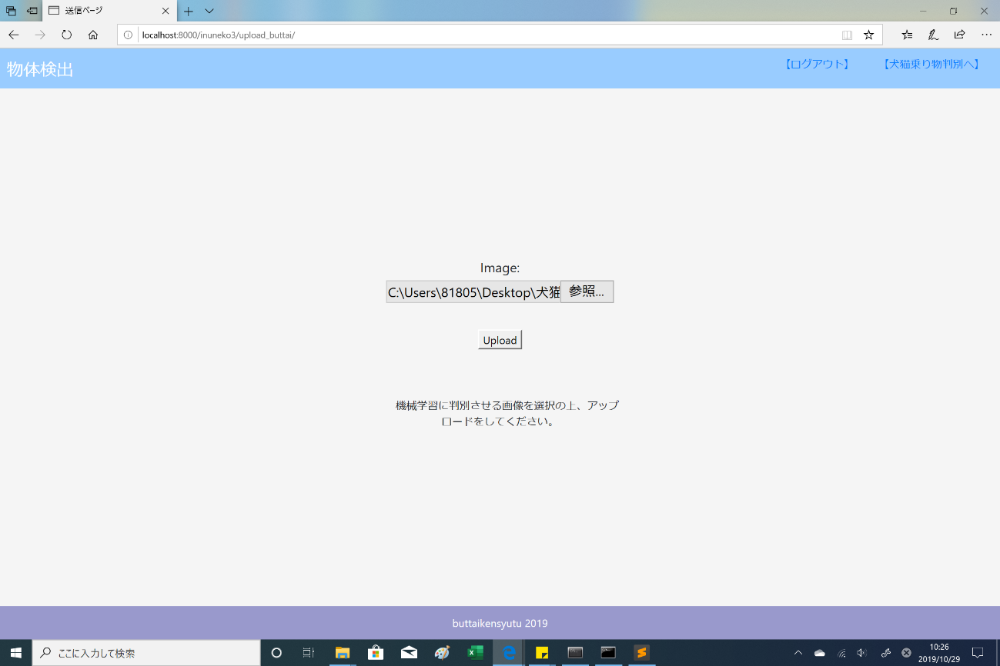 送信ページ
localhost:8000/inuneko3/upload_buttai/
物体検出
【ログアウト】 【犬猫乗り物判別へ】
Image:
C:\Users\81805\Desktop\犬猫 参照...
Upload
機械学習に判別させる画像を選択の上、アップ
ロードをしてください。
buttaikensyutu 2019
ここに入力して検索
10:26
2019/10/29